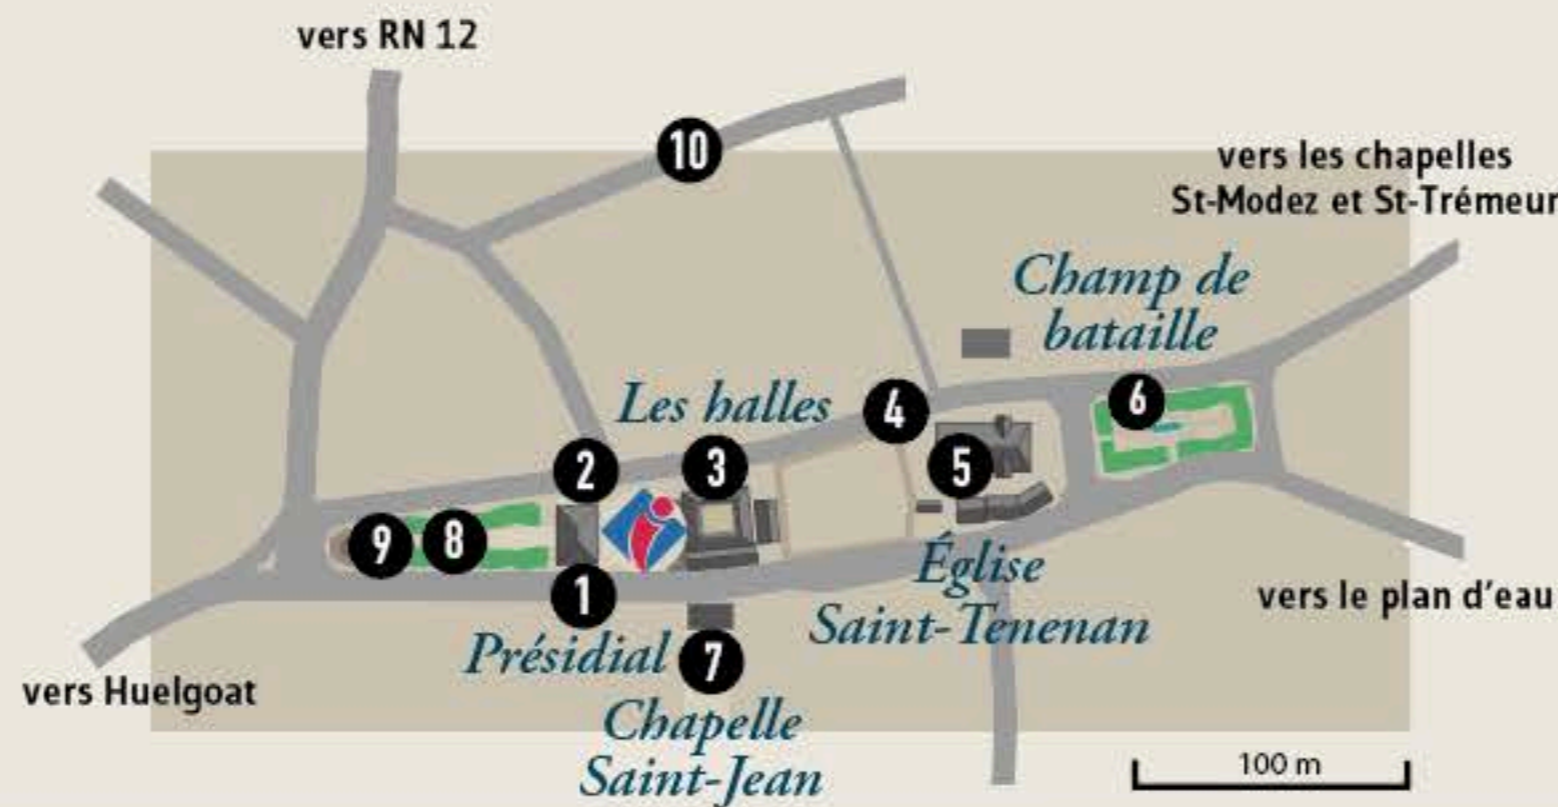 vers RN 12
10
vers les chapelles
St-Modez et St-Trémeur
Champ de
bataille
6
Les halles
4
2
3
5
9
8
1
Église
Saint-Tenenan
vers le plan d'eau
Présidial
7
vers Huelgoat
Chapelle
Saint-Jean
100 m